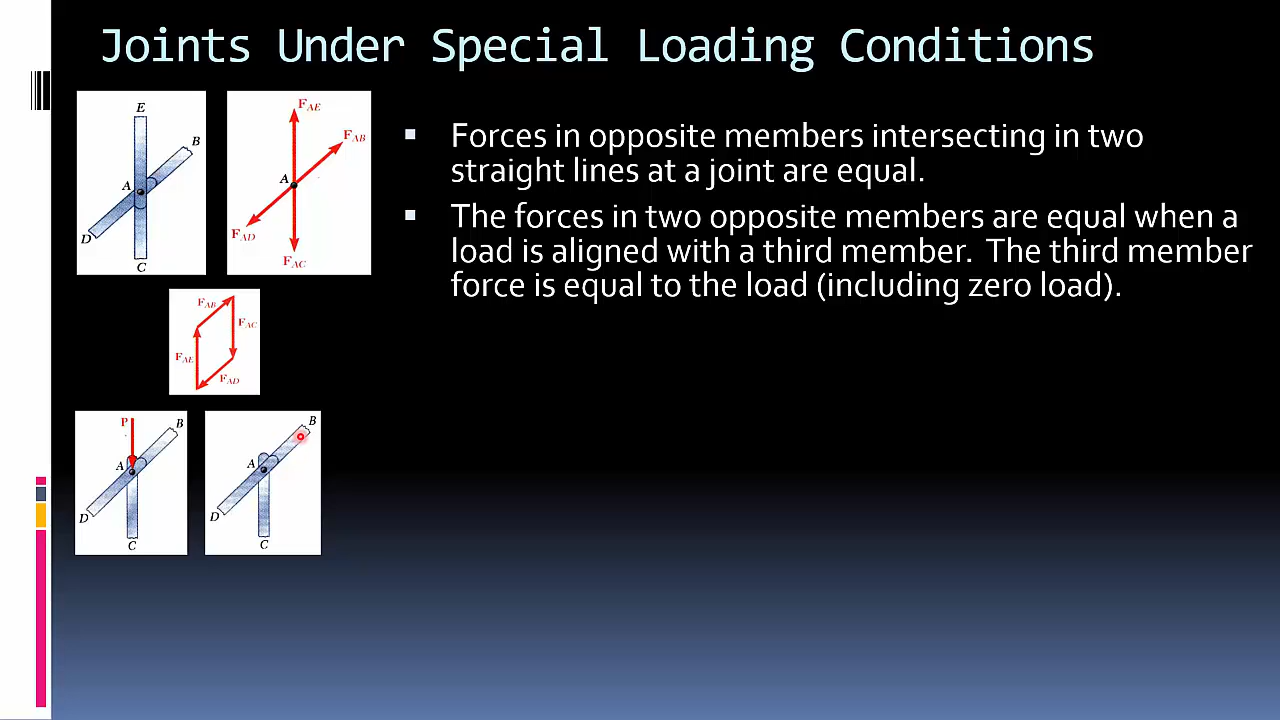 Joints Under Special Loading Conditions
E
B
A
D
C
F_AE
F_AB
A
F_AD
F_AC
▪ Forces in opposite members intersecting in two
straight lines at a joint are equal.
▪ The forces in two opposite members are equal when a
load is aligned with a third member. The third member
force is equal to the load (including zero load).
F_AB
F_AC
F_AE
F_AD
P
B
A
D
C
B
A
D
C